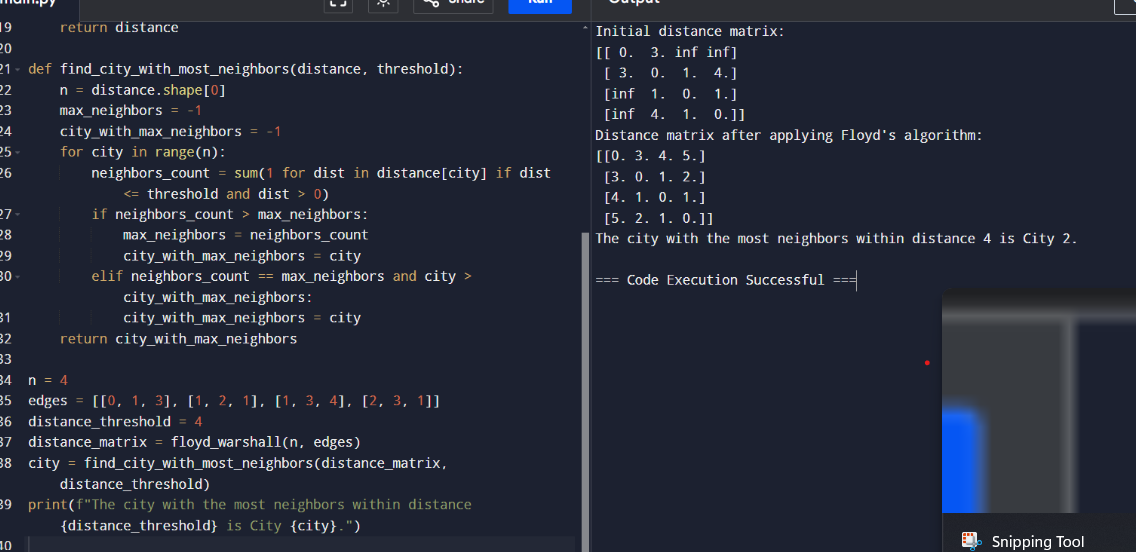 main.py
Share
Run
Output
19 return distance
20
21 def find_city_with_most_neighbors(distance, threshold):
22 n = distance.shape[0]
23 max_neighbors = -1
24 city_with_max_neighbors = -1
25 for city in range(n):
26 neighbors_count = sum(1 for dist in distance[city] if dist
<= threshold and dist > 0)
27 if neighbors_count > max_neighbors:
28 max_neighbors = neighbors_count
29 city_with_max_neighbors = city
30 elif neighbors_count == max_neighbors and city >
city_with_max_neighbors:
31 city_with_max_neighbors = city
32 return city_with_max_neighbors
33
34 n = 4
35 edges = [[0, 1, 3], [1, 2, 1], [1, 3, 4], [2, 3, 1]]
36 distance_threshold = 4
37 distance_matrix = floyd_warshall(n, edges)
38 city = find_city_with_most_neighbors(distance_matrix,
distance_threshold)
39 print(f"The city with the most neighbors within distance
{distance_threshold} is City {city}.")
40
Initial distance matrix:
[[ 0. 3. inf inf]
[ 3. 0. 1. 4.]
[inf 1. 0. 1.]
[inf 4. 1. 0.]]
Distance matrix after applying Floyd's algorithm:
[[0. 3. 4. 5.]
[3. 0. 1. 2.]
[4. 1. 0. 1.]
[5. 2. 1. 0.]]
The city with the most neighbors within distance 4 is City 2.
=== Code Execution Successful ===
Snipping Tool